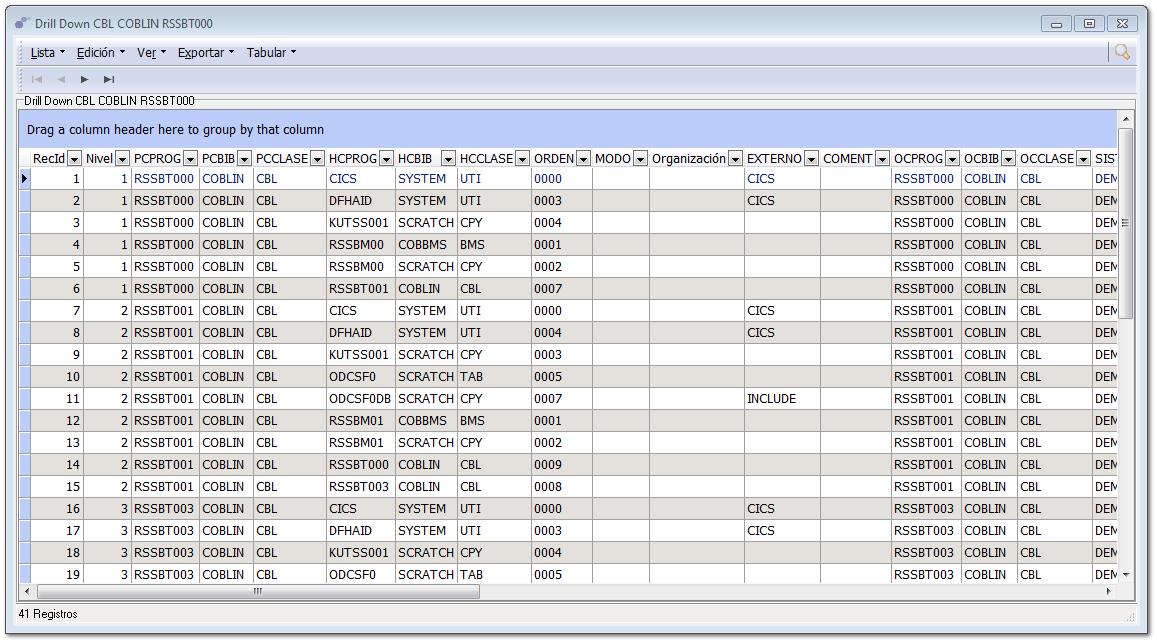 Drill Down CBL COBLIN RSSBT000
Lista Edición Ver Exportar Tabular
Drill Down CBL COBLIN RSSBT000
Drag a column header here to group by that column
RecId Nivel PCPROG PCBIB PCCLASE HCPROG HCBIB HCCLASE ORDEN MODO Organización EXTERNO COMENT OCPROG OCBIB OCCLASE SIST
1 1 RSSBT000 COBLIN CBL CICS SYSTEM UTI 0000 CICS RSSBT000 COBLIN CBL DEM
2 1 RSSBT000 COBLIN CBL DFHAID SYSTEM UTI 0003 CICS RSSBT000 COBLIN CBL DEM
3 1 RSSBT000 COBLIN CBL KUTSS001 SCRATCH CPY 0004 RSSBT000 COBLIN CBL DEM
4 1 RSSBT000 COBLIN CBL RSSBM00 COBBMS BMS 0001 RSSBT000 COBLIN CBL DEM
5 1 RSSBT000 COBLIN CBL RSSBM00 SCRATCH CPY 0002 RSSBT000 COBLIN CBL DEM
6 1 RSSBT000 COBLIN CBL RSSBT001 COBLIN CBL 0007 RSSBT000 COBLIN CBL DEM
7 2 RSSBT001 COBLIN CBL CICS SYSTEM UTI 0000 CICS RSSBT001 COBLIN CBL DEM
8 2 RSSBT001 COBLIN CBL DFHAID SYSTEM UTI 0004 CICS RSSBT001 COBLIN CBL DEM
9 2 RSSBT001 COBLIN CBL KUTSS001 SCRATCH CPY 0003 RSSBT001 COBLIN CBL DEM
10 2 RSSBT001 COBLIN CBL ODCSF0 SCRATCH TAB 0005 RSSBT001 COBLIN CBL DEM
11 2 RSSBT001 COBLIN CBL ODCSF0DB SCRATCH CPY 0007 INCLUDE RSSBT001 COBLIN CBL DEM
12 2 RSSBT001 COBLIN CBL RSSBM01 COBBMS BMS 0001 RSSBT001 COBLIN CBL DEM
13 2 RSSBT001 COBLIN CBL RSSBM01 SCRATCH CPY 0002 RSSBT001 COBLIN CBL DEM
14 2 RSSBT001 COBLIN CBL RSSBT000 COBLIN CBL 0009 RSSBT001 COBLIN CBL DEM
15 2 RSSBT001 COBLIN CBL RSSBT003 COBLIN CBL 0008 RSSBT001 COBLIN CBL DEM
16 3 RSSBT003 COBLIN CBL CICS SYSTEM UTI 0000 CICS RSSBT003 COBLIN CBL DEM
17 3 RSSBT003 COBLIN CBL DFHAID SYSTEM UTI 0003 CICS RSSBT003 COBLIN CBL DEM
18 3 RSSBT003 COBLIN CBL KUTSS001 SCRATCH CPY 0004 RSSBT003 COBLIN CBL DEM
19 3 RSSBT003 COBLIN CBL ODCSF0 SCRATCH TAB 0005 RSSBT003 COBLIN CBL DEM
41 Registros